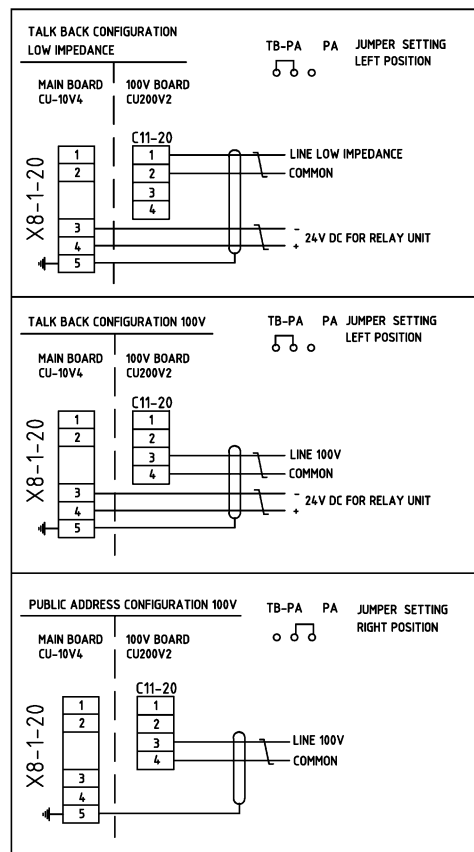 TALK BACK CONFIGURATION
LOW IMPEDANCE
TB-PA PA JUMPER SETTING
LEFT POSITION
MAIN BOARD
CU-10V4
100V BOARD
CU200V2
X8-1-20
C11-20
1
2
3
4
5
1
2
3
4
LINE LOW IMPEDANCE
COMMON
-
24V DC FOR RELAY UNIT
+
TALK BACK CONFIGURATION 100V
TB-PA PA JUMPER SETTING
LEFT POSITION
MAIN BOARD
CU-10V4
100V BOARD
CU200V2
X8-1-20
C11-20
1
2
3
4
5
1
2
3
4
LINE 100V
COMMON
-
24V DC FOR RELAY UNIT
+
PUBLIC ADDRESS CONFIGURATION 100V
TB-PA PA JUMPER SETTING
RIGHT POSITION
MAIN BOARD
CU-10V4
100V BOARD
CU200V2
X8-1-20
C11-20
1
2
3
4
5
1
2
3
4
LINE 100V
COMMON